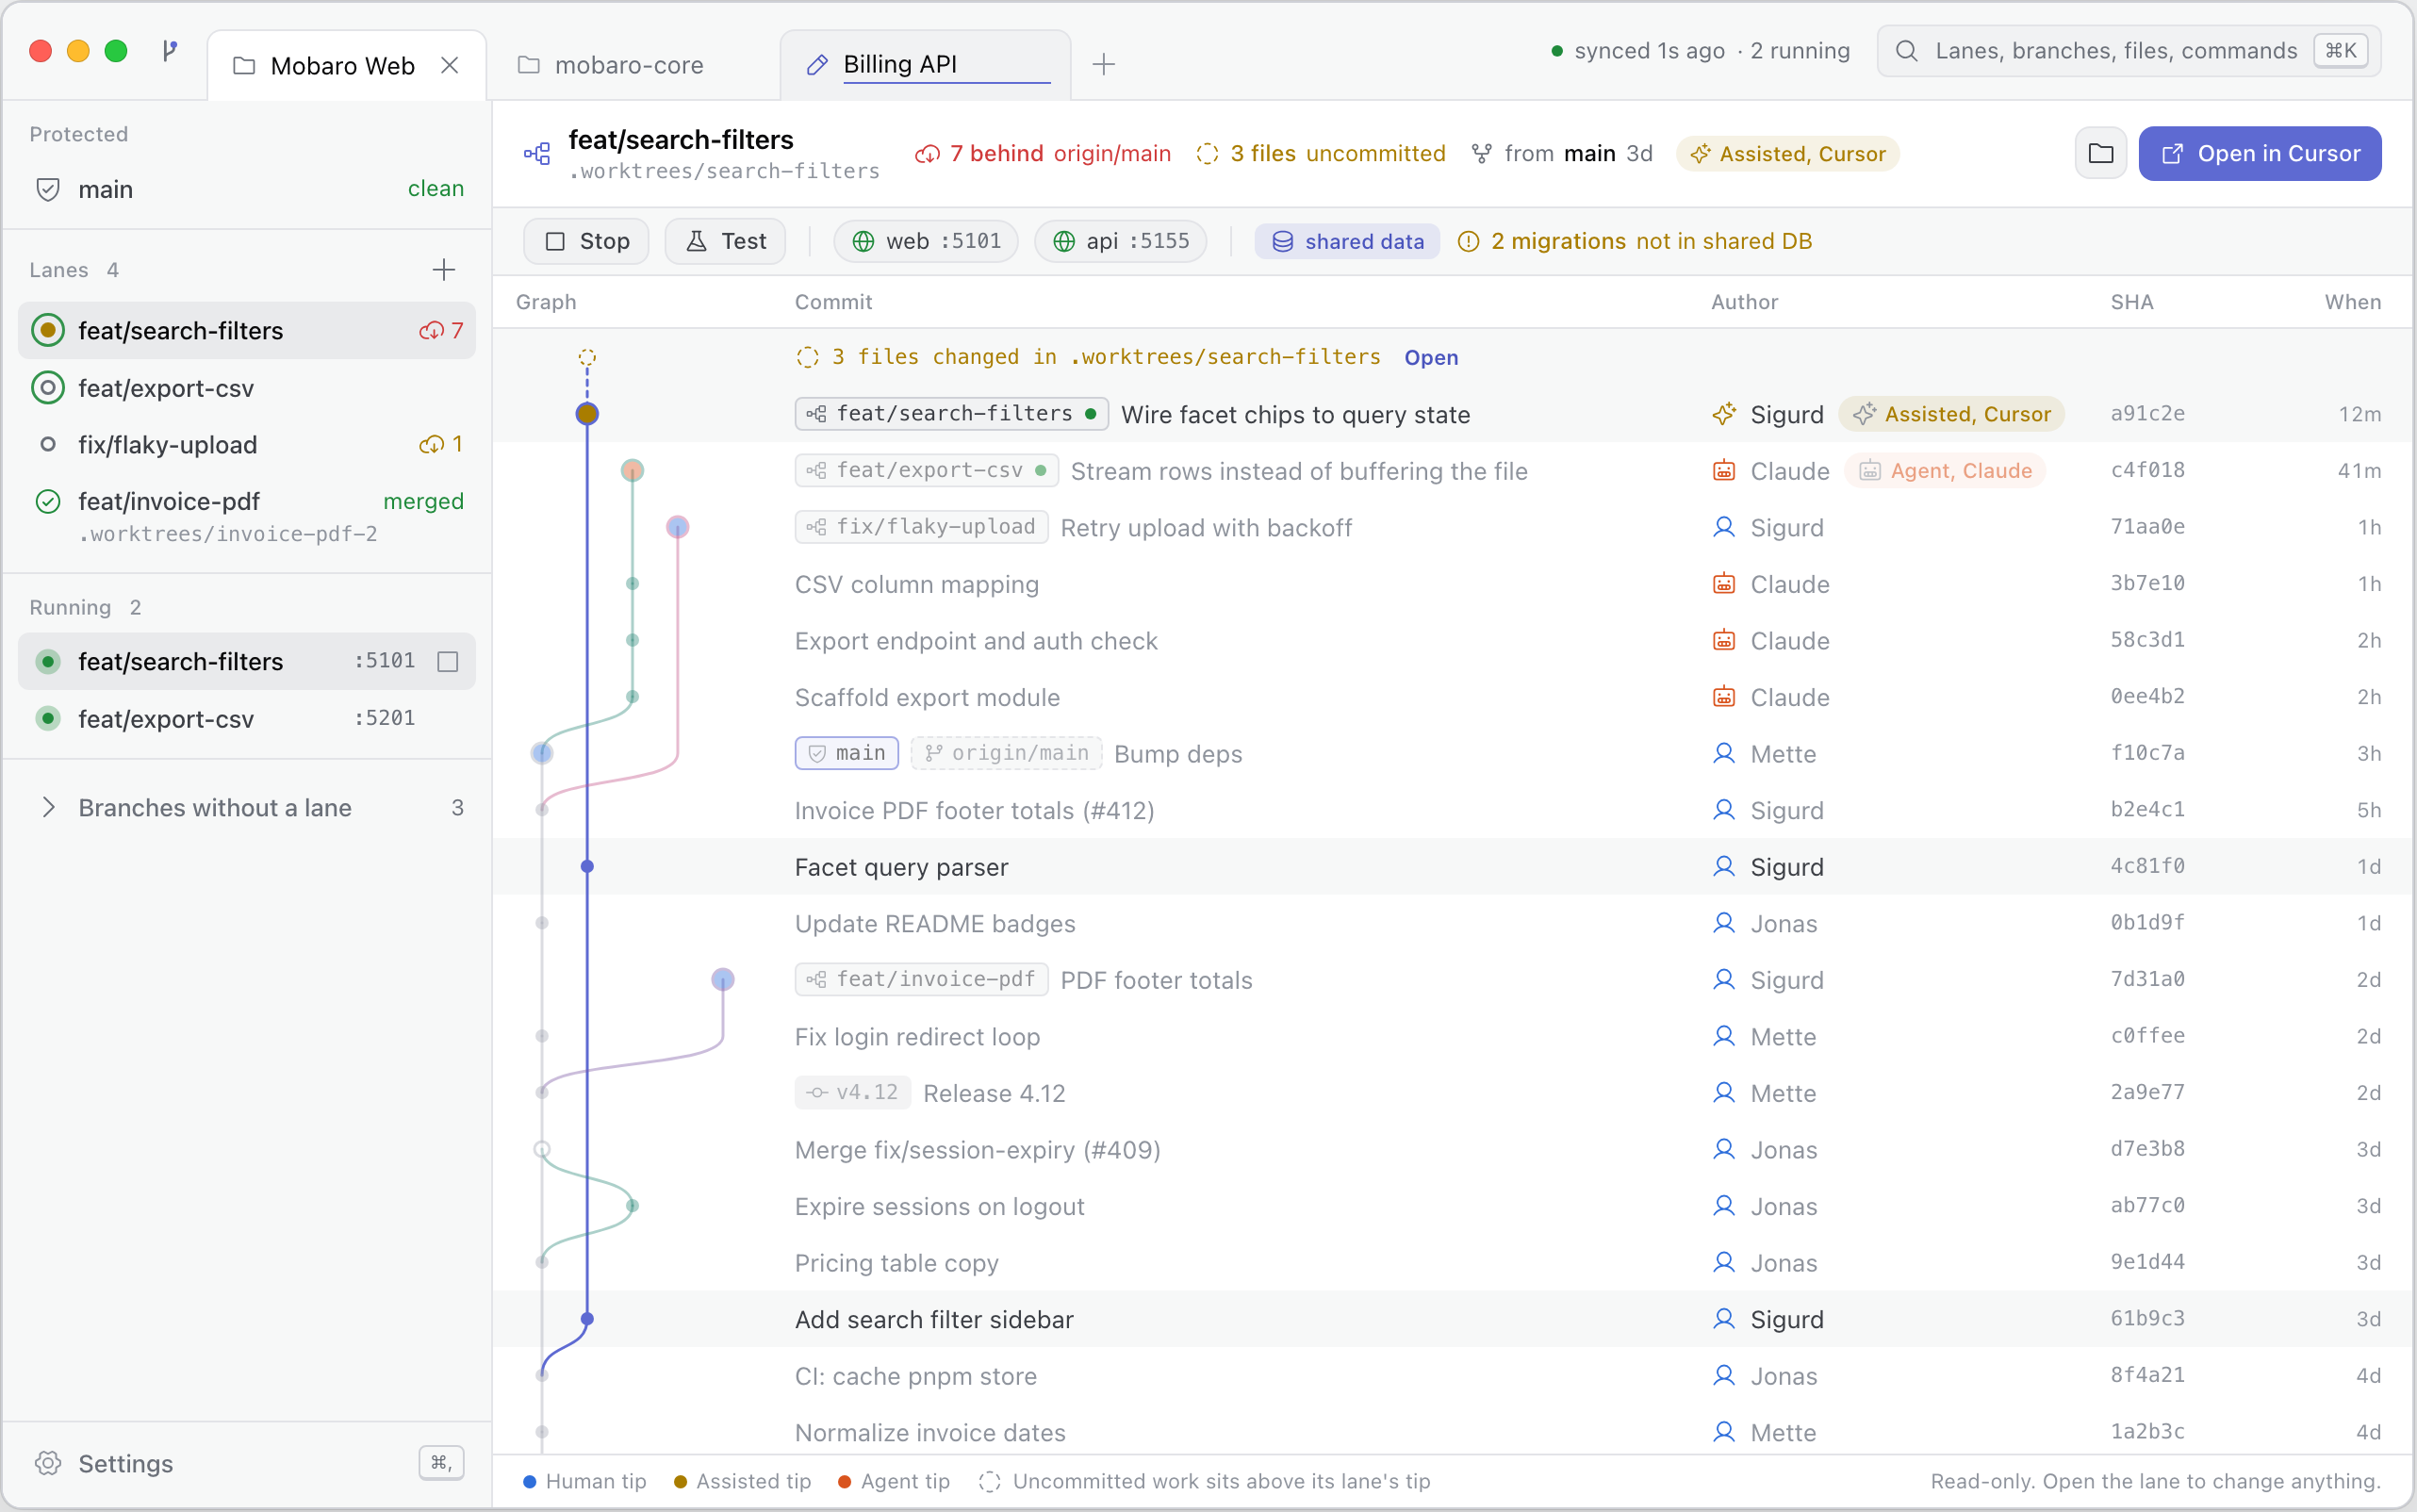 Mobaro Web
mobaro-core
Billing API
synced 1s ago · 2 running
Lanes, branches, files, commands ⌘K
Protected
main clean
Lanes 4
feat/search-filters 7
feat/export-csv
fix/flaky-upload 1
feat/invoice-pdf merged
.worktrees/invoice-pdf-2
Running 2
feat/search-filters :5101
feat/export-csv :5201
Branches without a lane 3
Settings ⌘,
feat/search-filters
.worktrees/search-filters
7 behind origin/main
3 files uncommitted
from main 3d
Assisted, Cursor
Open in Cursor
Stop
Test
web :5101
api :5155
shared data
2 migrations not in shared DB
Graph Commit Author SHA When
3 files changed in .worktrees/search-filters Open
feat/search-filters Wire facet chips to query state Sigurd Assisted, Cursor a91c2e 12m
feat/export-csv Stream rows instead of buffering the file Claude Agent, Claude c4f018 41m
fix/flaky-upload Retry upload with backoff Sigurd 71aa0e 1h
CSV column mapping Claude 3b7e10 1h
Export endpoint and auth check Claude 58c3d1 2h
Scaffold export module Claude 0ee4b2 2h
main origin/main Bump deps Mette f10c7a 3h
Invoice PDF footer totals (#412) Sigurd b2e4c1 5h
Facet query parser Sigurd 4c81f0 1d
Update README badges Jonas 0b1d9f 1d
feat/invoice-pdf PDF footer totals Sigurd 7d31a0 2d
Fix login redirect loop Mette c0ffee 2d
v4.12 Release 4.12 Mette 2a9e77 2d
Merge fix/session-expiry (#409) Jonas d7e3b8 3d
Expire sessions on logout Jonas ab77c0 3d
Pricing table copy Jonas 9e1d44 3d
Add search filter sidebar Sigurd 61b9c3 3d
CI: cache pnpm store Jonas 8f4a21 4d
Normalize invoice dates Mette 1a2b3c 4d
Human tip Assisted tip Agent tip Uncommitted work sits above its lane's tip
Read-only. Open the lane to change anything.